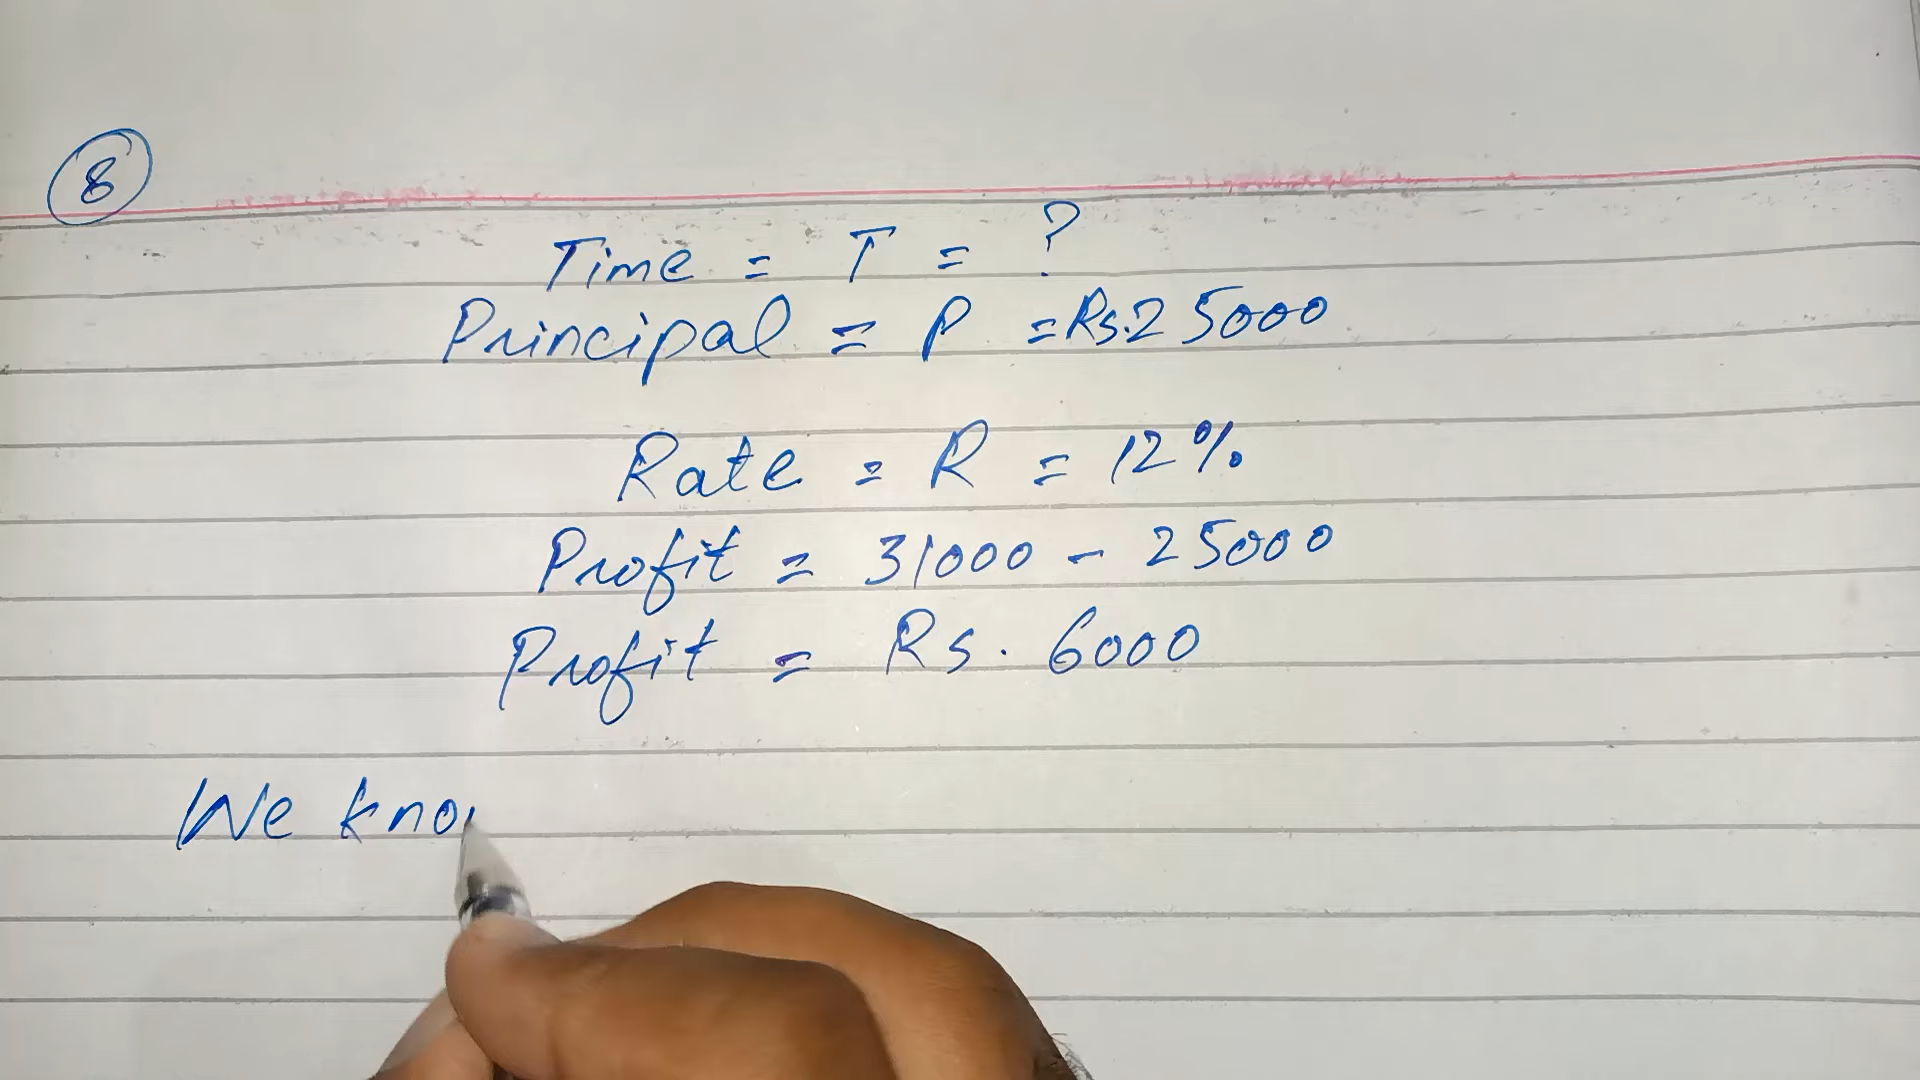 8
Time = T = ?
Principal = P = Rs.25000
Rate = R = 12%
Profit = 31000 - 25000
Profit = Rs. 6000
We kno